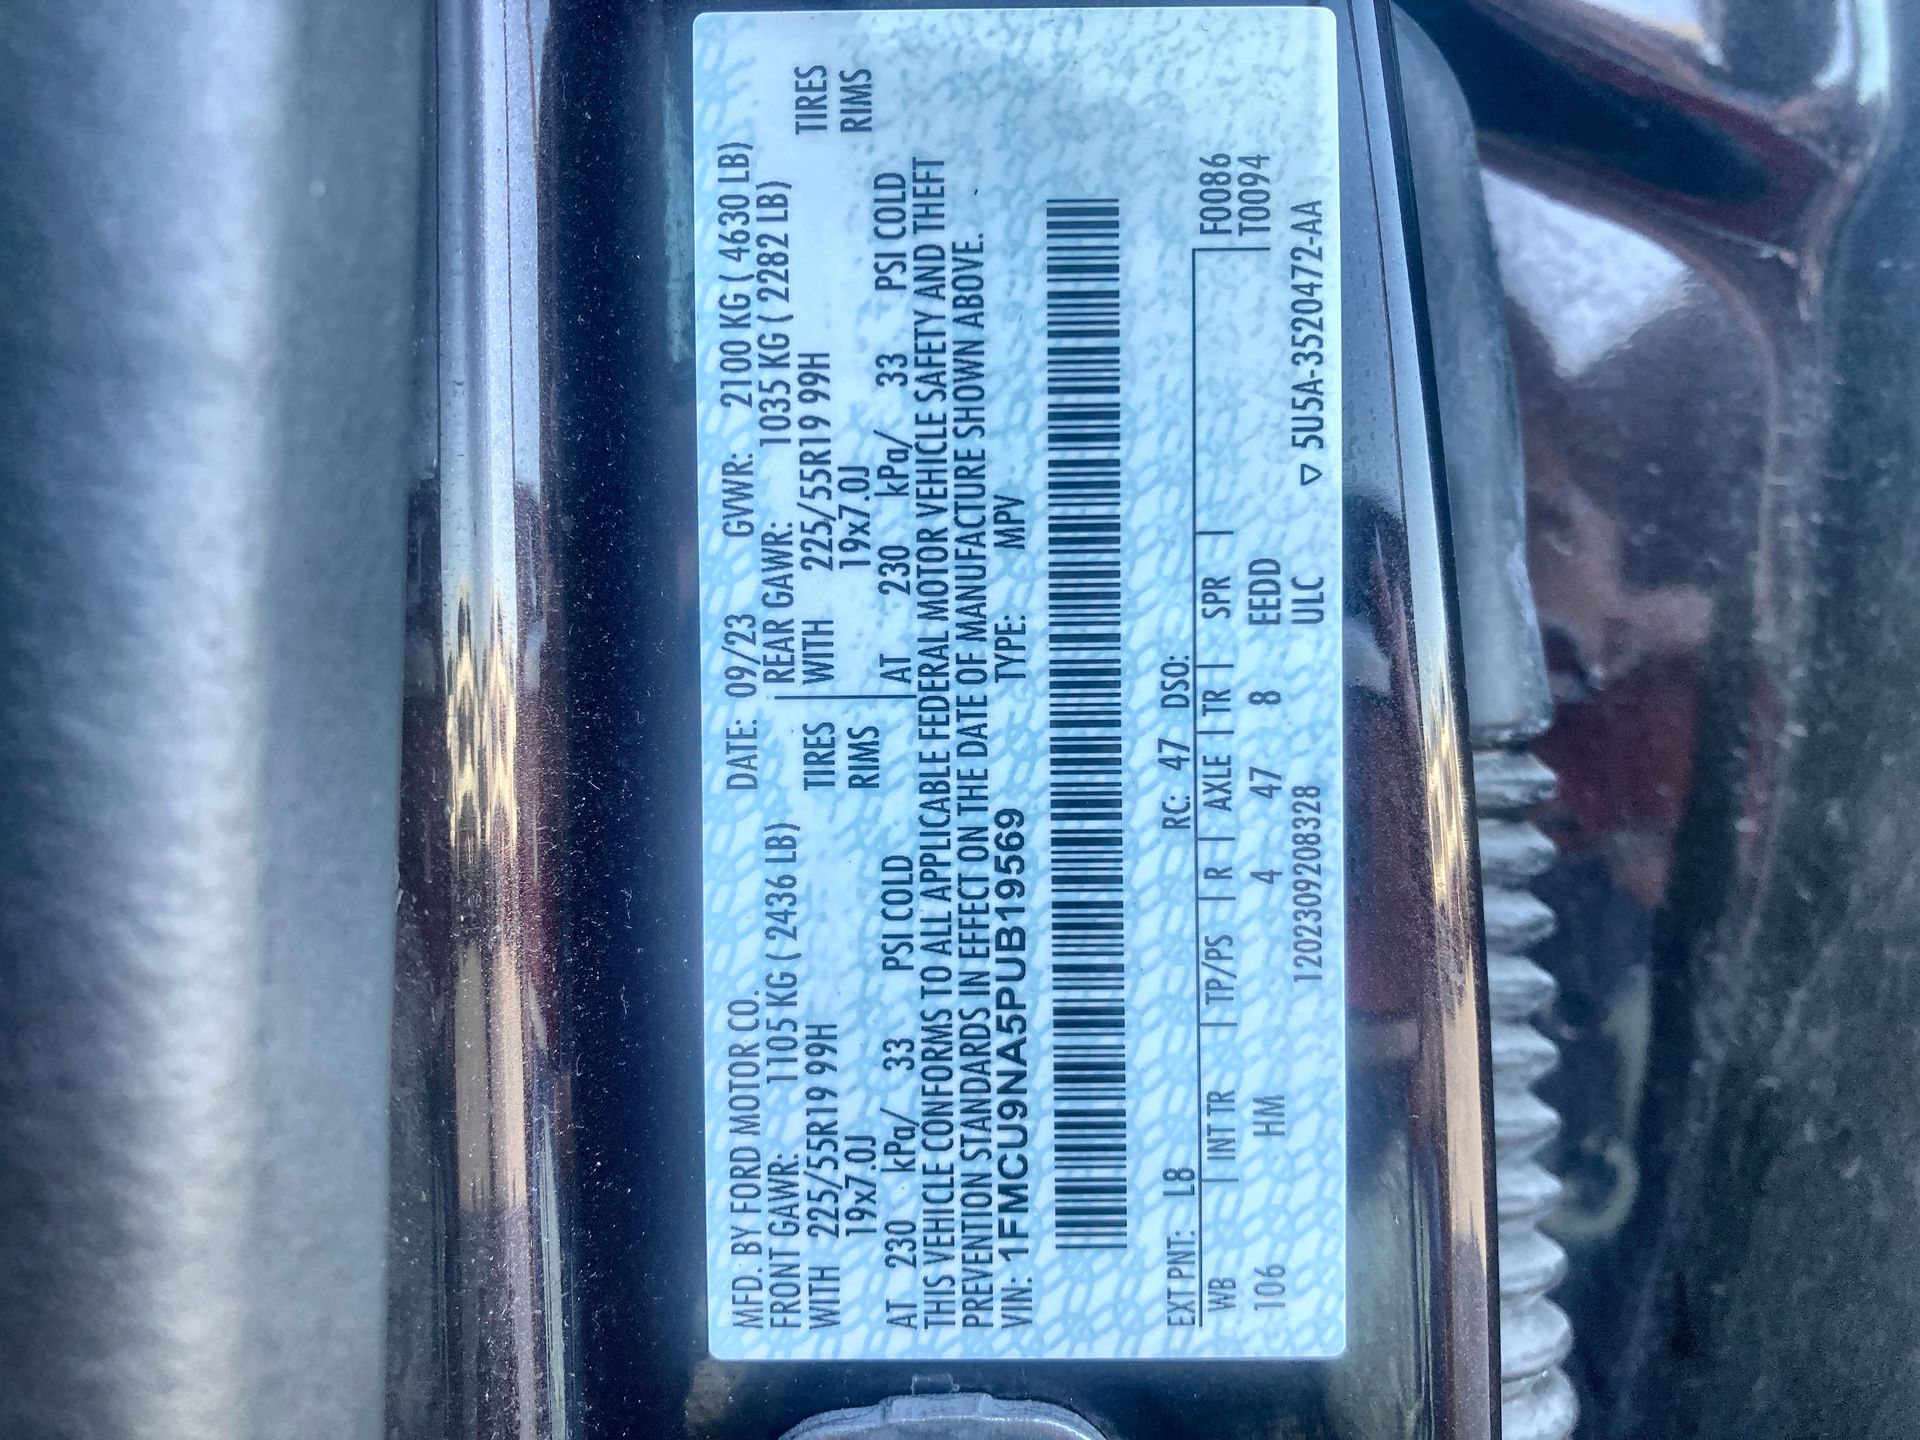 MFD. BY FORD MOTOR CO. DATE: 09/23 GVWR: 2100 KG ( 4630 LB)
FRONT GAWR: 1105 KG ( 2436 LB) REAR GAWR: 1035 KG ( 2282 LB)
WITH 225/55R19 99H TIRES WITH 225/55R19 99H TIRES
19x7.0J RIMS 19x7.0J RIMS
AT 230 kPa/ 33 PSI COLD AT 230 kPa/ 33 PSI COLD
THIS VEHICLE CONFORMS TO ALL APPLICABLE FEDERAL MOTOR VEHICLE SAFETY AND THEFT
PREVENTION STANDARDS IN EFFECT ON THE DATE OF MANUFACTURE SHOWN ABOVE.
VIN: 1FMCU9NA5PUB19569 TYPE: MPV
EXT PNT: L8 RC: 47 DSO:
WB | INT TR | TP/PS | R | AXLE | TR | SPR | F0086
106 HM 4 47 8 EEDD T0094
1202309208328 ULC ▽ 5U5A-3520472-AA